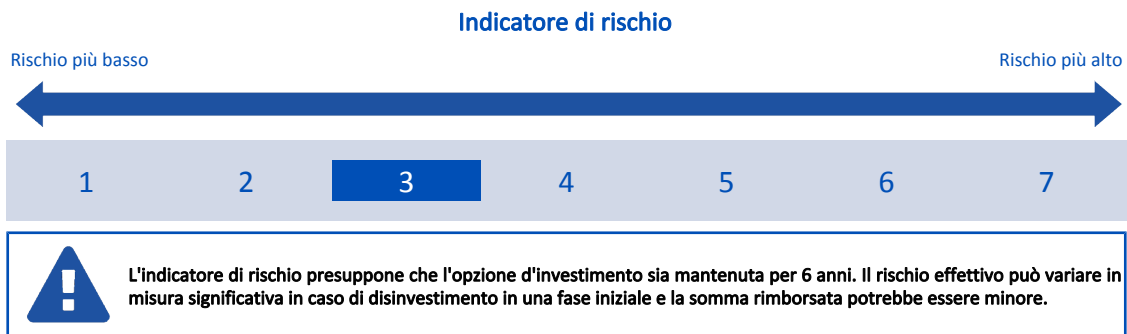 Indicatore di rischio
Rischio più basso
Rischio più alto
1 2 3 4 5 6 7
L'indicatore di rischio presuppone che l'opzione d'investimento sia mantenuta per 6 anni. Il rischio effettivo può variare in
misura significativa in caso di disinvestimento in una fase iniziale e la somma rimborsata potrebbe essere minore.